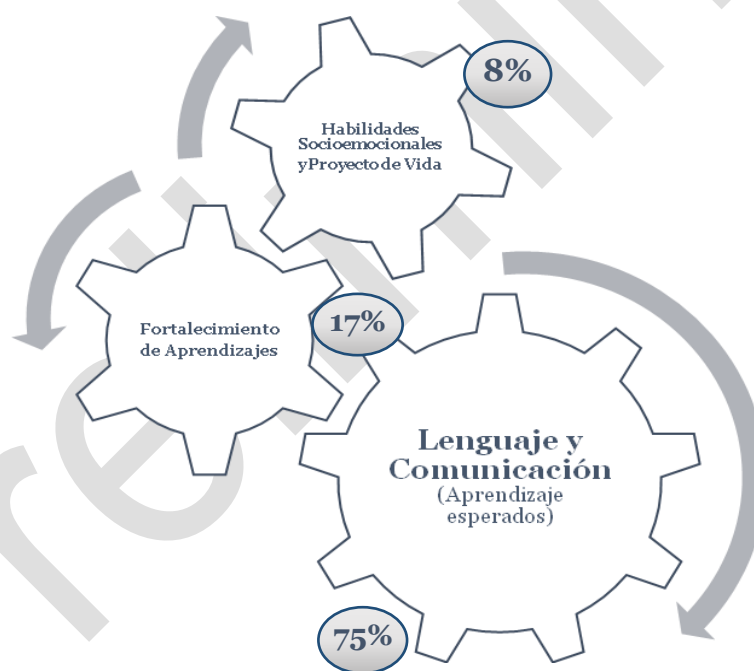 8%
Habilidades
Socioemocionales
yProyecto de Vida
17%
Fortalecimiento
de Aprendizajes
Lenguaje y
Comunicación
(Aprendizaje
esperados)
75%